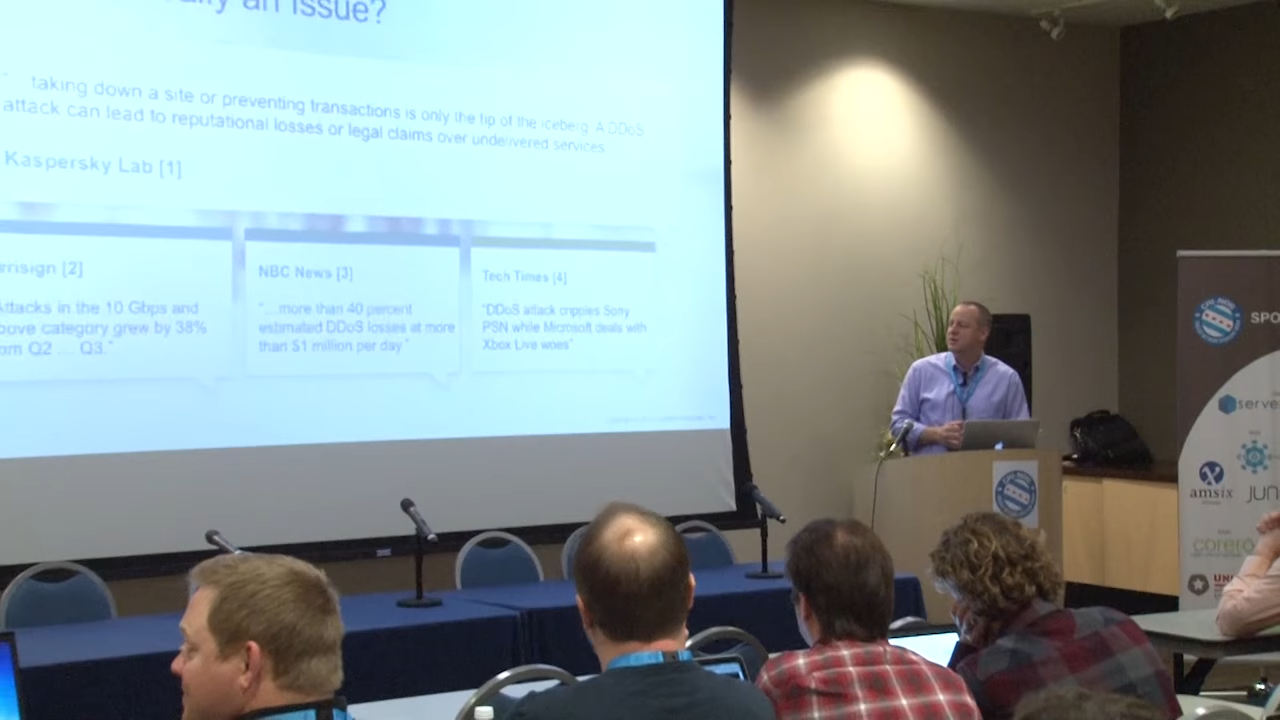 an issue?
taking down a site or preventing transactions is only the tip of the iceberg. A DDoS
attack can lead to reputational losses or legal claims over undelivered services
Kaspersky Lab [1]
erisign [2]
Attacks in the 10 Gbps and
bove category grew by 38%
om Q2 ... Q3."
NBC News [3]
"...more than 40 percent
estimated DDoS losses at more
than $1 million per day"
Tech Times [4]
"DDoS attack cripples Sony
PSN while Microsoft deals with
Xbox Live woes"
CHI-NOG
SPO
serve
amsix
JUN
corero
UN